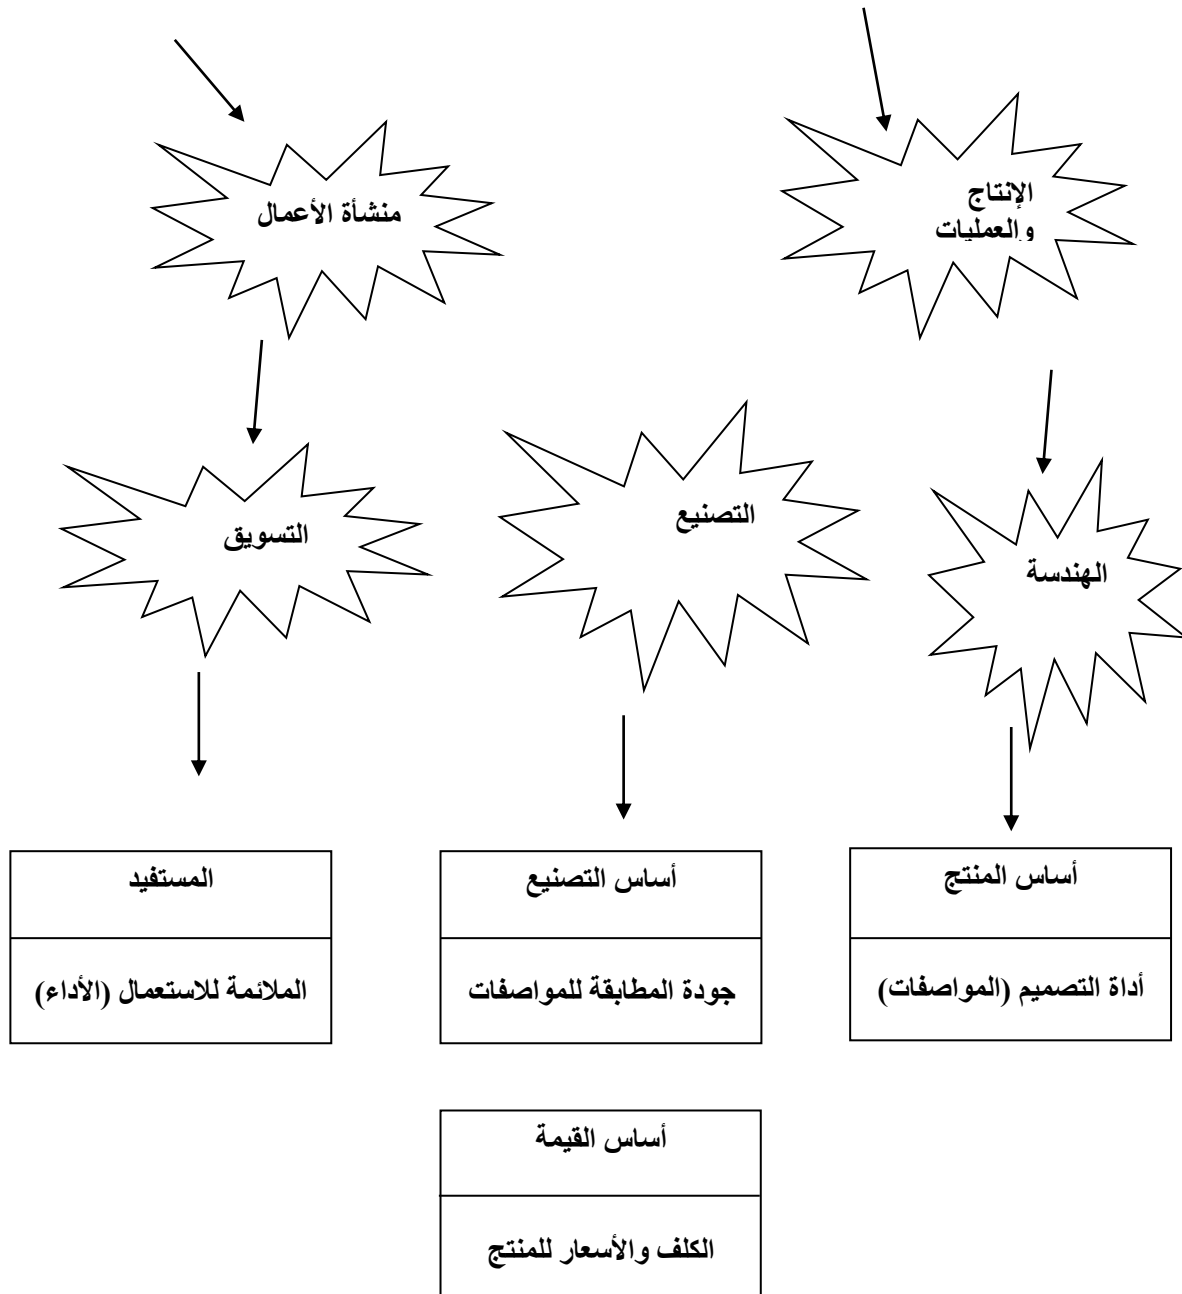 الإنتاج
والعمليات
منشأة الأعمال
الهندسة
التصنيع
التسويق
أساس المنتج
أداة التصميم (المواصفات)
أساس التصنيع
جودة المطابقة للمواصفات
المستفيد
الملائمة للاستعمال (الأداء)
أساس القيمة
الكلف والأسعار للمنتج